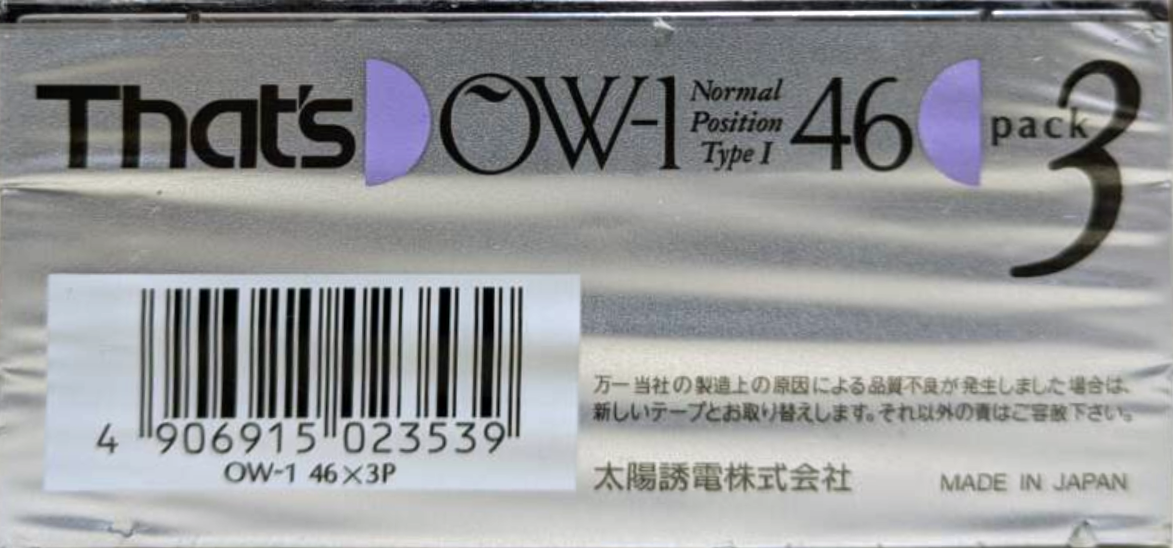 That's OW-1 Normal Position Type I 46 pack 3
4 906915 023539
OW-1 46×3P
万一当社の製造上の原因による品質不良が発生しました場合は、
新しいテープとお取り替えします。それ以外の責はご容赦下さい。
太陽誘電株式会社 MADE IN JAPAN